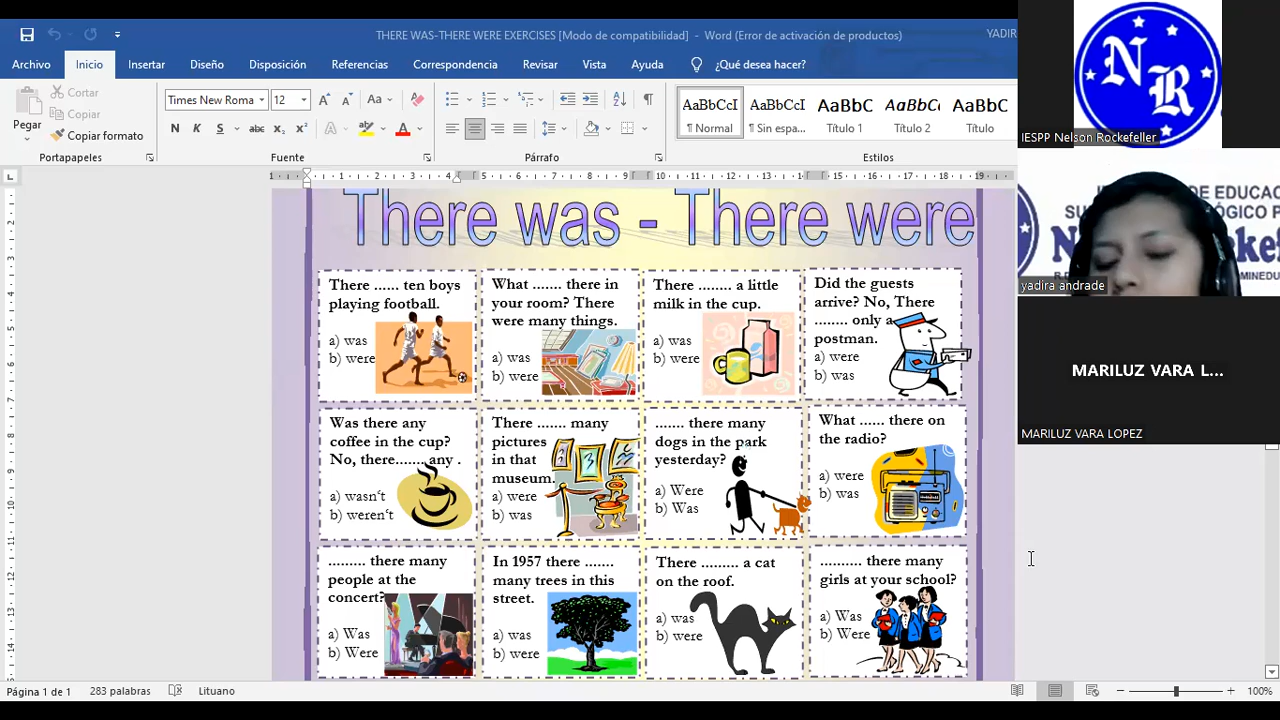 THERE WAS-THERE WERE EXERCISES [Modo de compatibilidad] - Word (Error de activación de productos)
YADIR
Archivo Inicio Insertar Diseño Disposición Referencias Correspondencia Revisar Vista Ayuda ¿Qué desea hacer?
Pegar
Cortar
Copiar
Copiar formato
Portapapeles
Times New Roma 12
Fuente
Párrafo
AaBbCcI AaBbCcI AaBbC AaBbCc AaBbC
¶ Normal ¶ Sin espa... Título 1 Título 2 Título
Estilos
There was - There were
There ...... ten boys
playing football.
a) was
b) were
What ....... there in
your room? There
were many things.
a) was
b) were
There ........ a little
milk in the cup.
a) was
b) were
Did the guests
arrive? No, There
........ only a
postman.
a) were
b) was
Was there any
coffee in the cup?
No, there....... any .
a) wasn't
b) weren't
There ....... many
pictures
in that
museum.
a) were
b) was
....... there many
dogs in the park
yesterday?
a) Were
b) Was
What ...... there on
the radio?
a) were
b) was
......... there many
people at the
concert?
a) Was
b) Were
In 1957 there .......
many trees in this
street.
a) was
b) were
There ......... a cat
on the roof.
a) was
b) were
.......... there many
girls at your school?
a) Was
b) Were
Página 1 de 1 283 palabras Lituano 100%
NR
IESPP Nelson Rockefeller
DE EDUCA
yadira andrade
MARILUZ VARA L...
MARILUZ VARA LOPEZ